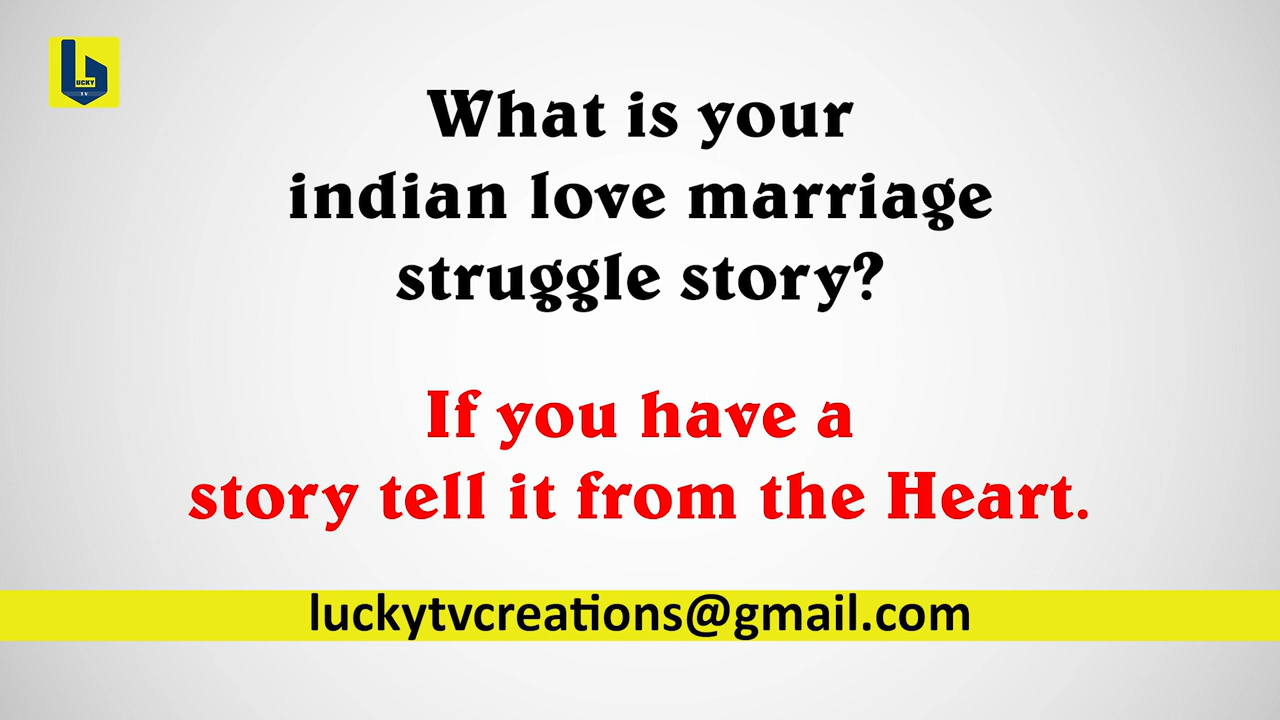 UCKY
TV
What is your
indian love marriage
struggle story?
If you have a
story tell it from the Heart.
luckytvcreations@gmail.com